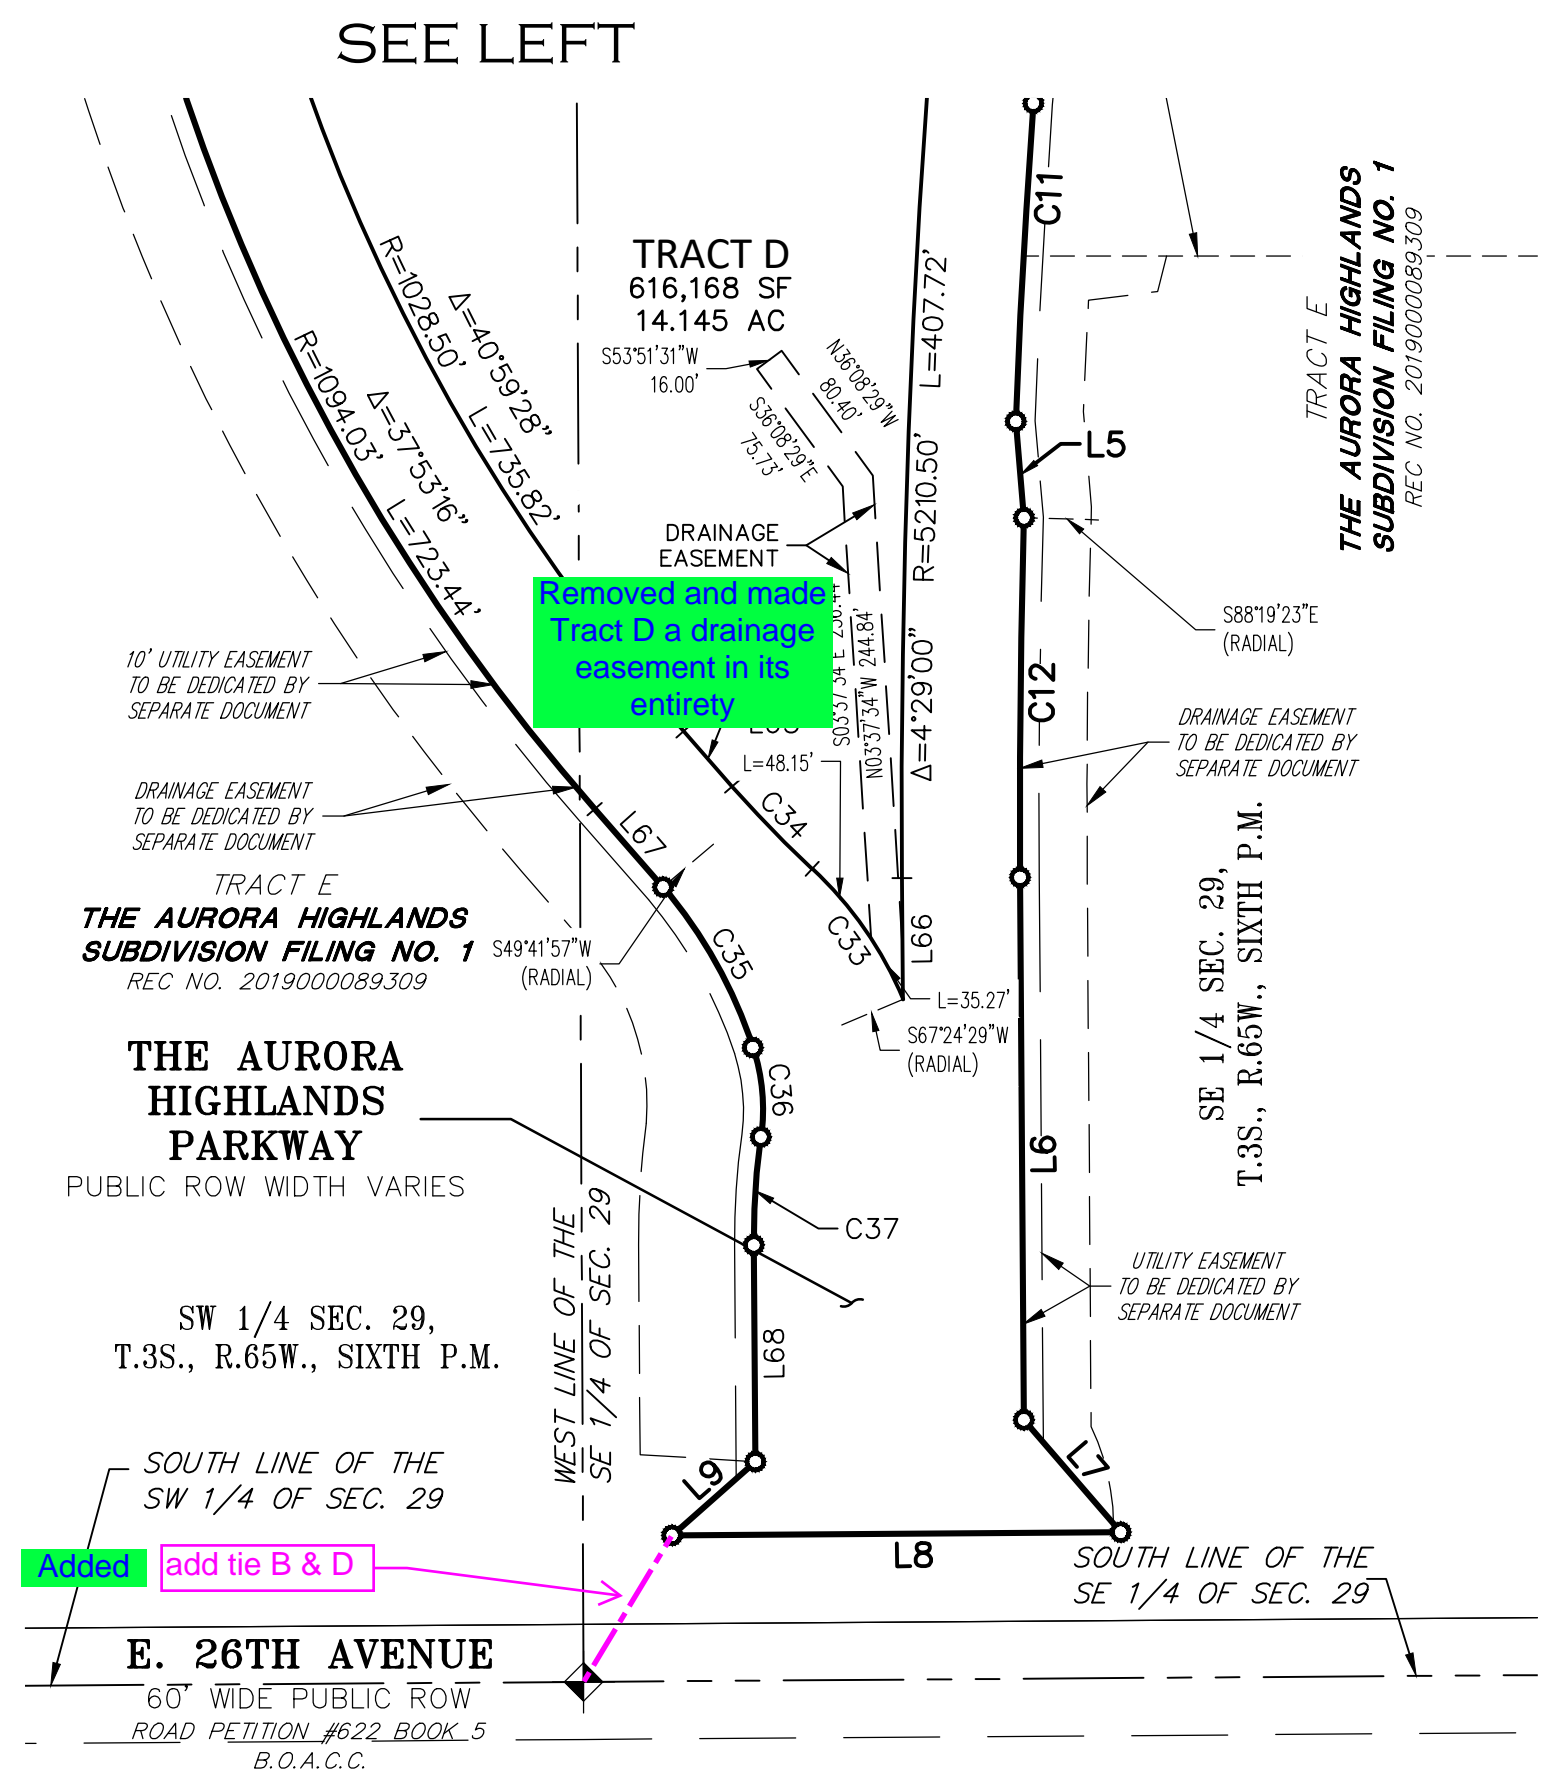 SEE LEFT
C11
THE AURORA HIGHLANDS
SUBDIVISION FILING NO. 1
TRACT E
REC NO. 2019000089309
R=1028.50'
Δ=40°59'28"
L=735.82'
R=1094.03'
Δ=37°53'16"
L=723.44'
TRACT D
616,168 SF
14.145 AC
S53°51'31"W
16.00'
N36°08'29"W
80.40'
S36°08'29"E
75.73'
L=407.72'
R=5210.50'
Δ=4°29'00"
L5
DRAINAGE
EASEMENT
Removed and made
Tract D a drainage
easement in its
entirety
S03°37'34"E
N03°37'34"W 244.84'
S88°19'23"E
(RADIAL)
10' UTILITY EASEMENT
TO BE DEDICATED BY
SEPARATE DOCUMENT
C12
DRAINAGE EASEMENT
TO BE DEDICATED BY
SEPARATE DOCUMENT
L=48.15'
DRAINAGE EASEMENT
TO BE DEDICATED BY
SEPARATE DOCUMENT
L67
C34
TRACT E
THE AURORA HIGHLANDS
SUBDIVISION FILING NO. 1
REC NO. 2019000089309
S49°41'57"W
(RADIAL)
C35
C33
L66
L=35.27'
S67°24'29"W
(RADIAL)
SE 1/4 SEC. 29,
T.3S., R.65W., SIXTH P.M.
THE AURORA
HIGHLANDS
PARKWAY
PUBLIC ROW WIDTH VARIES
C36
L6
C37
WEST LINE OF THE
SE 1/4 OF SEC. 29
UTILITY EASEMENT
TO BE DEDICATED BY
SEPARATE DOCUMENT
SW 1/4 SEC. 29,
T.3S., R.65W., SIXTH P.M.
L68
SOUTH LINE OF THE
SW 1/4 OF SEC. 29
L9
L7
L8
Added
add tie B & D
SOUTH LINE OF THE
SE 1/4 OF SEC. 29
E. 26TH AVENUE
60' WIDE PUBLIC ROW
ROAD PETITION #622 BOOK 5
B.O.A.C.C.